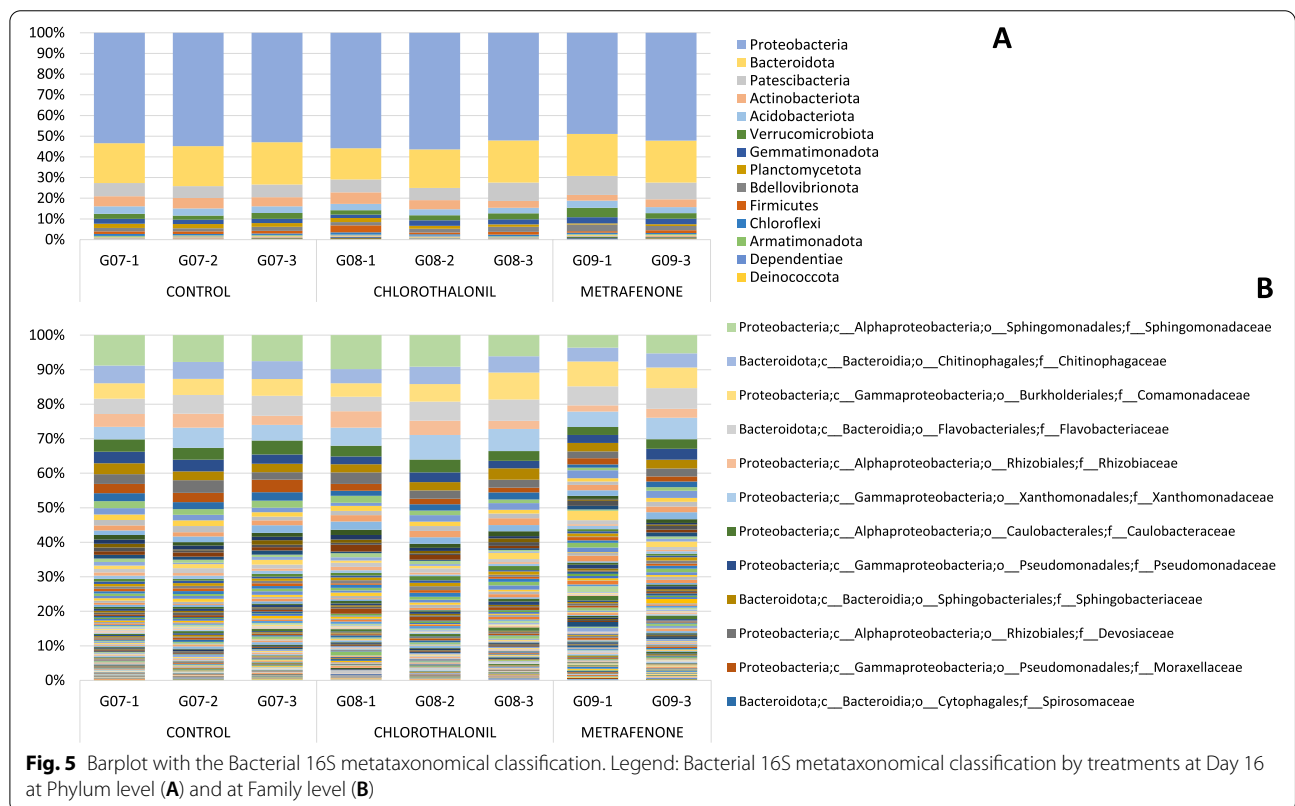 A
100%
90%
80%
70%
60%
50%
40%
30%
20%
10%
0%
G07-1 G07-2 G07-3 G08-1 G08-2 G08-3 G09-1 G09-3
CONTROL CHLOROTHALONIL METRAFENONE
Proteobacteria
Bacteroidota
Patescibacteria
Actinobacteriota
Acidobacteriota
Verrucomicrobiota
Gemmatimonadota
Planctomycetota
Bdellovibrionota
Firmicutes
Chloroflexi
Armatimonadota
Dependentiae
Deinococcota
B
100%
90%
80%
70%
60%
50%
40%
30%
20%
10%
0%
G07-1 G07-2 G07-3 G08-1 G08-2 G08-3 G09-1 G09-3
CONTROL CHLOROTHALONIL METRAFENONE
Proteobacteria;c__Alphaproteobacteria;o__Sphingomonadales;f__Sphingomonadaceae
Bacteroidota;c__Bacteroidia;o__Chitinophagales;f__Chitinophagaceae
Proteobacteria;c__Gammaproteobacteria;o__Burkholderiales;f__Comamonadaceae
Bacteroidota;c__Bacteroidia;o__Flavobacteriales;f__Flavobacteriaceae
Proteobacteria;c__Alphaproteobacteria;o__Rhizobiales;f__Rhizobiaceae
Proteobacteria;c__Gammaproteobacteria;o__Xanthomonadales;f__Xanthomonadaceae
Proteobacteria;c__Alphaproteobacteria;o__Caulobacterales;f__Caulobacteraceae
Proteobacteria;c__Gammaproteobacteria;o__Pseudomonadales;f__Pseudomonadaceae
Bacteroidota;c__Bacteroidia;o__Sphingobacteriales;f__Sphingobacteriaceae
Proteobacteria;c__Alphaproteobacteria;o__Rhizobiales;f__Devosiaceae
Proteobacteria;c__Gammaproteobacteria;o__Pseudomonadales;f__Moraxellaceae
Bacteroidota;c__Bacteroidia;o__Cytophagales;f__Spirosomaceae
Fig. 5 Barplot with the Bacterial 16S metataxonomical classification. Legend: Bacterial 16S metataxonomical classification by treatments at Day 16
at Phylum level (A) and at Family level (B)